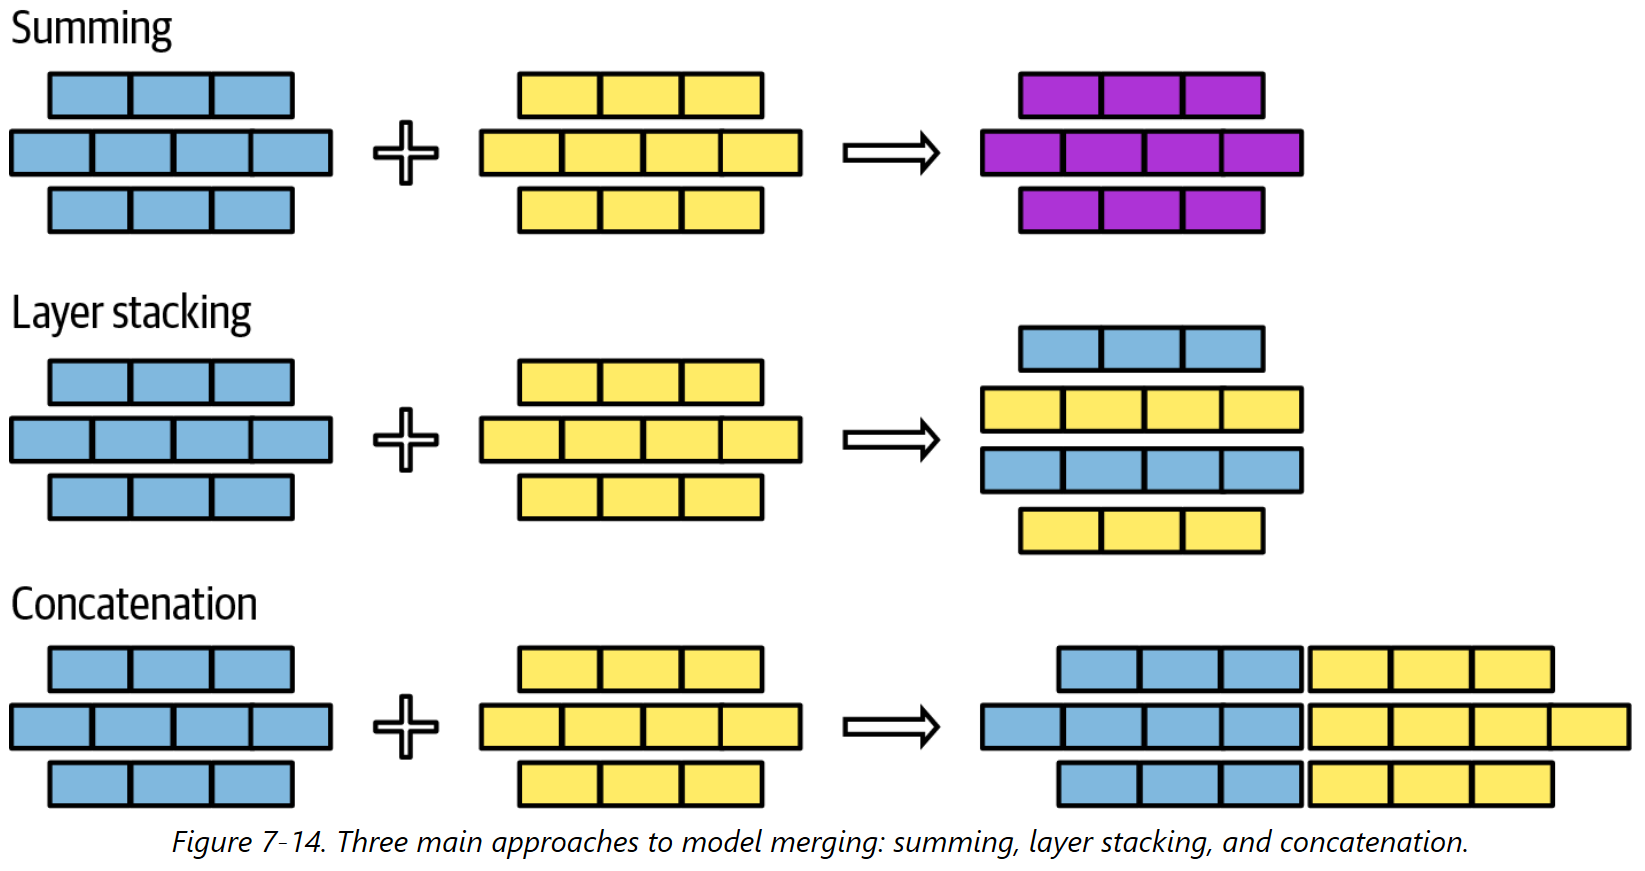 Summing
Layer stacking
Concatenation
Figure 7-14. Three main approaches to model merging: summing, layer stacking, and concatenation.